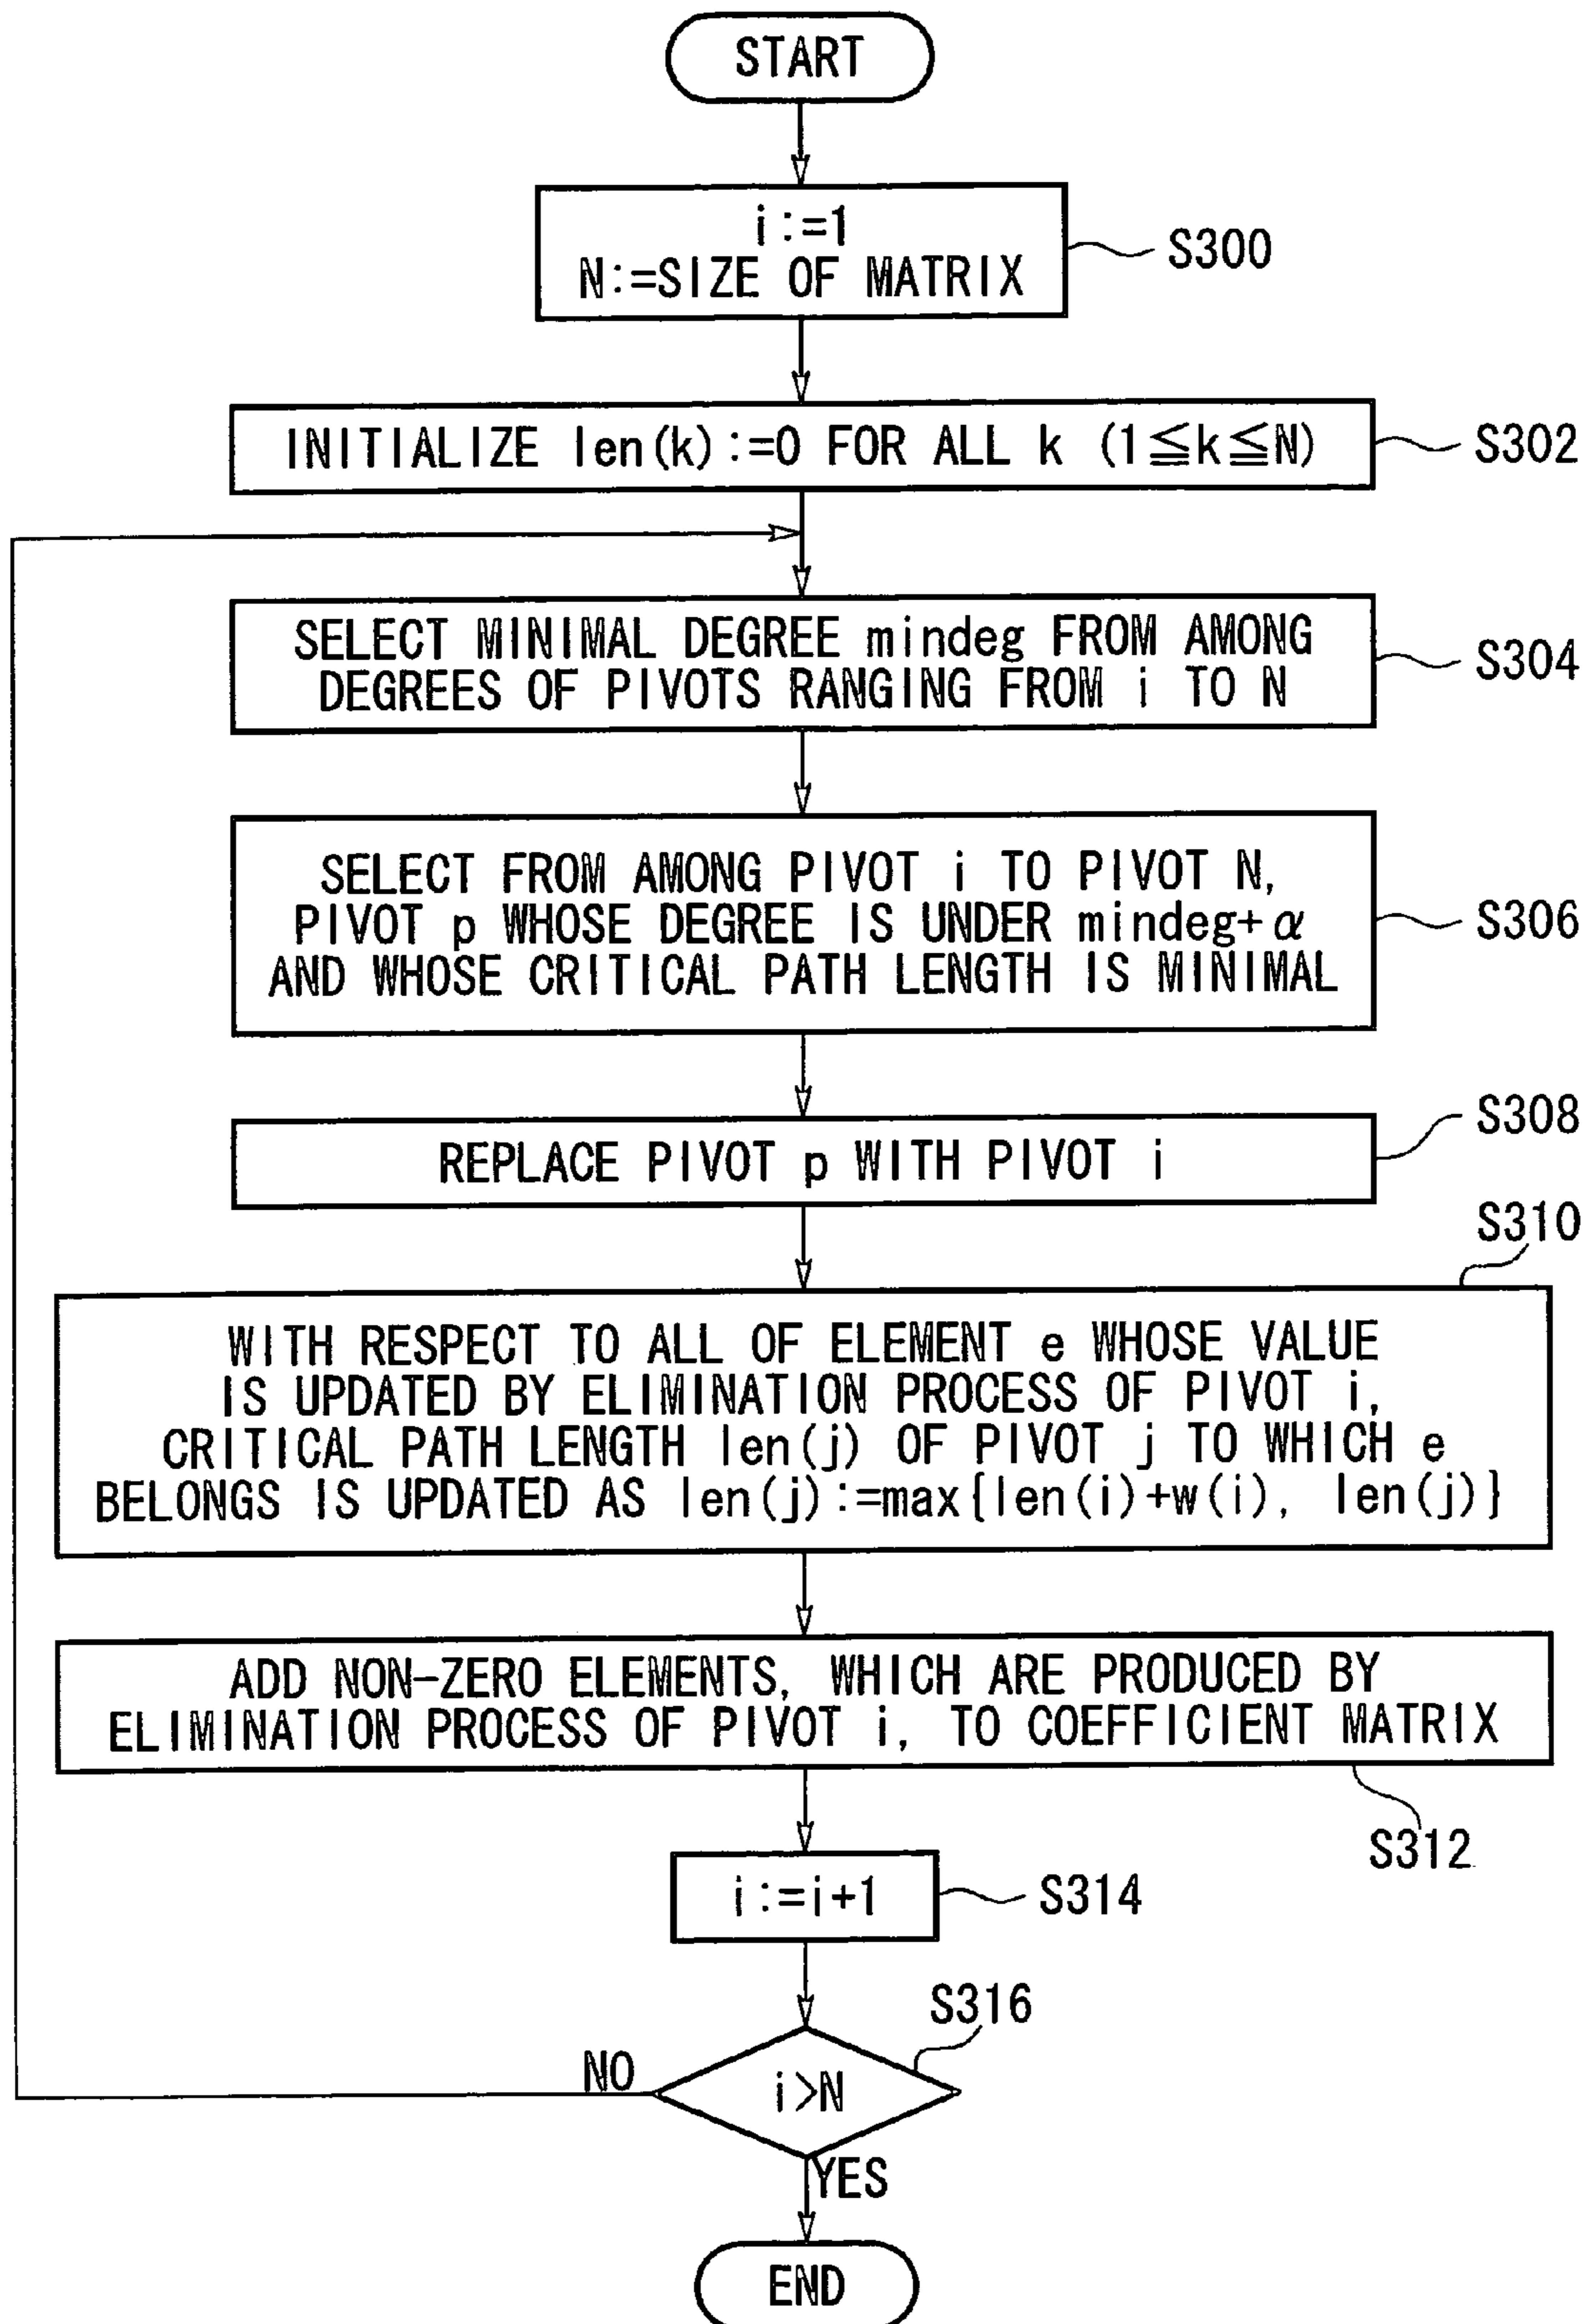 START
i:=1
N:=SIZE OF MATRIX
S300
INITIALIZE len(k):=0 FOR ALL k (1≦k≦N)
S302
SELECT MINIMAL DEGREE mindeg FROM AMONG
DEGREES OF PIVOTS RANGING FROM i TO N
S304
SELECT FROM AMONG PIVOT i TO PIVOT N,
PIVOT p WHOSE DEGREE IS UNDER mindeg+α
AND WHOSE CRITICAL PATH LENGTH IS MINIMAL
S306
REPLACE PIVOT p WITH PIVOT i
S308
S310
WITH RESPECT TO ALL OF ELEMENT e WHOSE VALUE
IS UPDATED BY ELIMINATION PROCESS OF PIVOT i,
CRITICAL PATH LENGTH len(j) OF PIVOT j TO WHICH e
BELONGS IS UPDATED AS len(j):=max{len(i)+w(i), len(j)}
ADD NON-ZERO ELEMENTS, WHICH ARE PRODUCED BY
ELIMINATION PROCESS OF PIVOT i, TO COEFFICIENT MATRIX
S312
i:=i+1
S314
S316
i>N
NO
YES
END